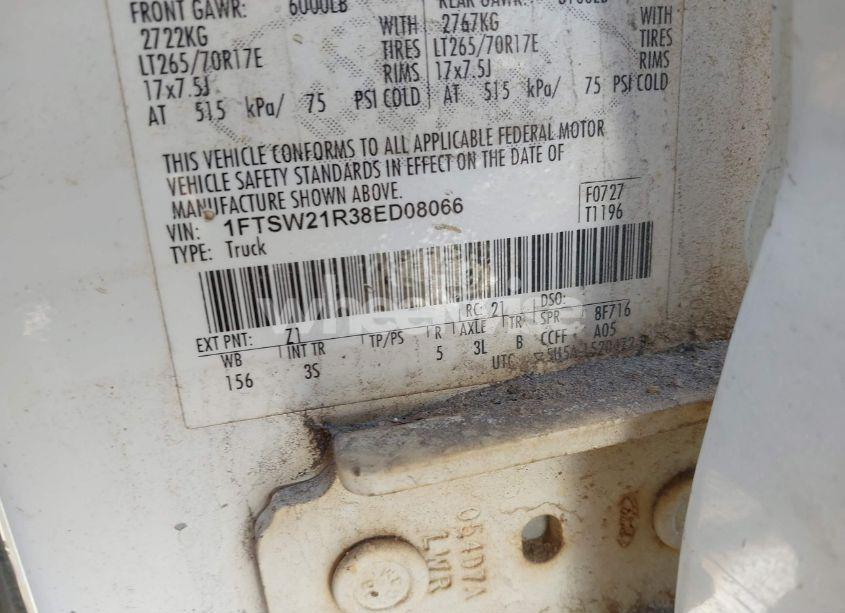 FRONT GAWR: 6000LB
2722KG WITH
LT265/70R17E TIRES
17x7.5J RIMS
AT 515 kPa/ 75 PSI COLD
REAR GAWR: 6100LB
2767KG WITH
LT265/70R17E TIRES
17x7.5J RIMS
AT 515 kPa/ 75 PSI COLD
THIS VEHICLE CONFORMS TO ALL APPLICABLE FEDERAL MOTOR
VEHICLE SAFETY STANDARDS IN EFFECT ON THE DATE OF
MANUFACTURE SHOWN ABOVE.
VIN: 1FTSW21R38ED08066
TYPE: Truck
F0727
T1196
EXT PNT: Z1 RC: 21 DSO:
WB INT TR TP/PS R AXLE TR SPR 8F716
156 3S 5 3L B CCFF A05
UTC
wheelwise
054D7A
LWR